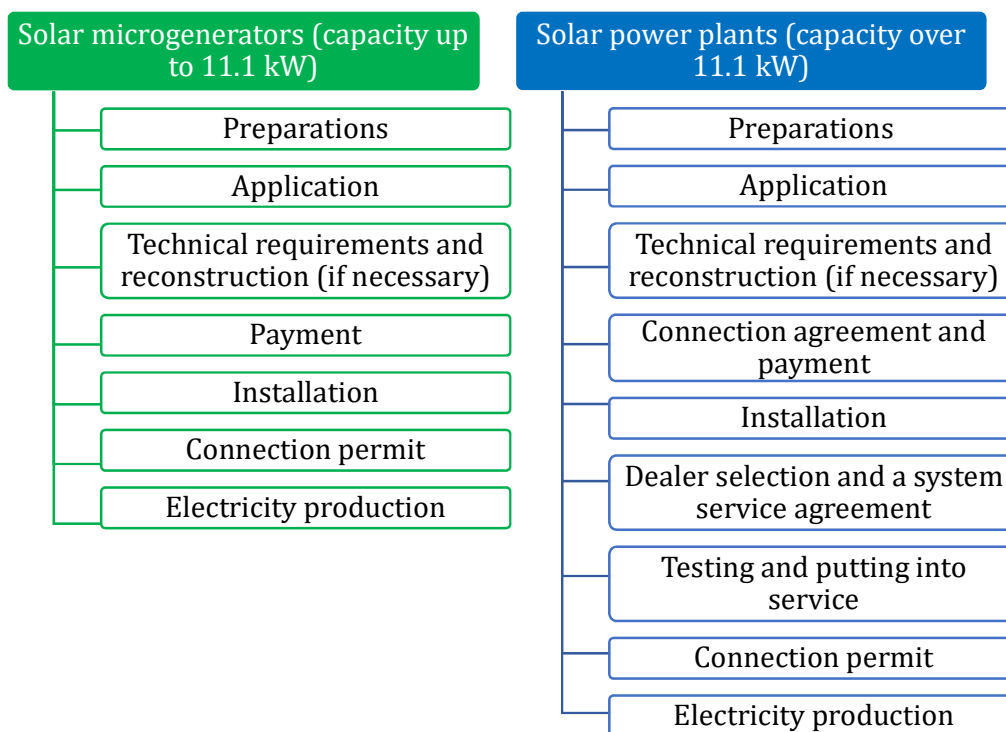 Solar microgenerators (capacity up
to 11.1 kW)
Preparations
Application
Technical requirements and
reconstruction (if necessary)
Payment
Installation
Connection permit
Electricity production
Solar power plants (capacity over
11.1 kW)
Preparations
Application
Technical requirements and
reconstruction (if necessary)
Connection agreement and
payment
Installation
Dealer selection and a system
service agreement
Testing and putting into
service
Connection permit
Electricity production